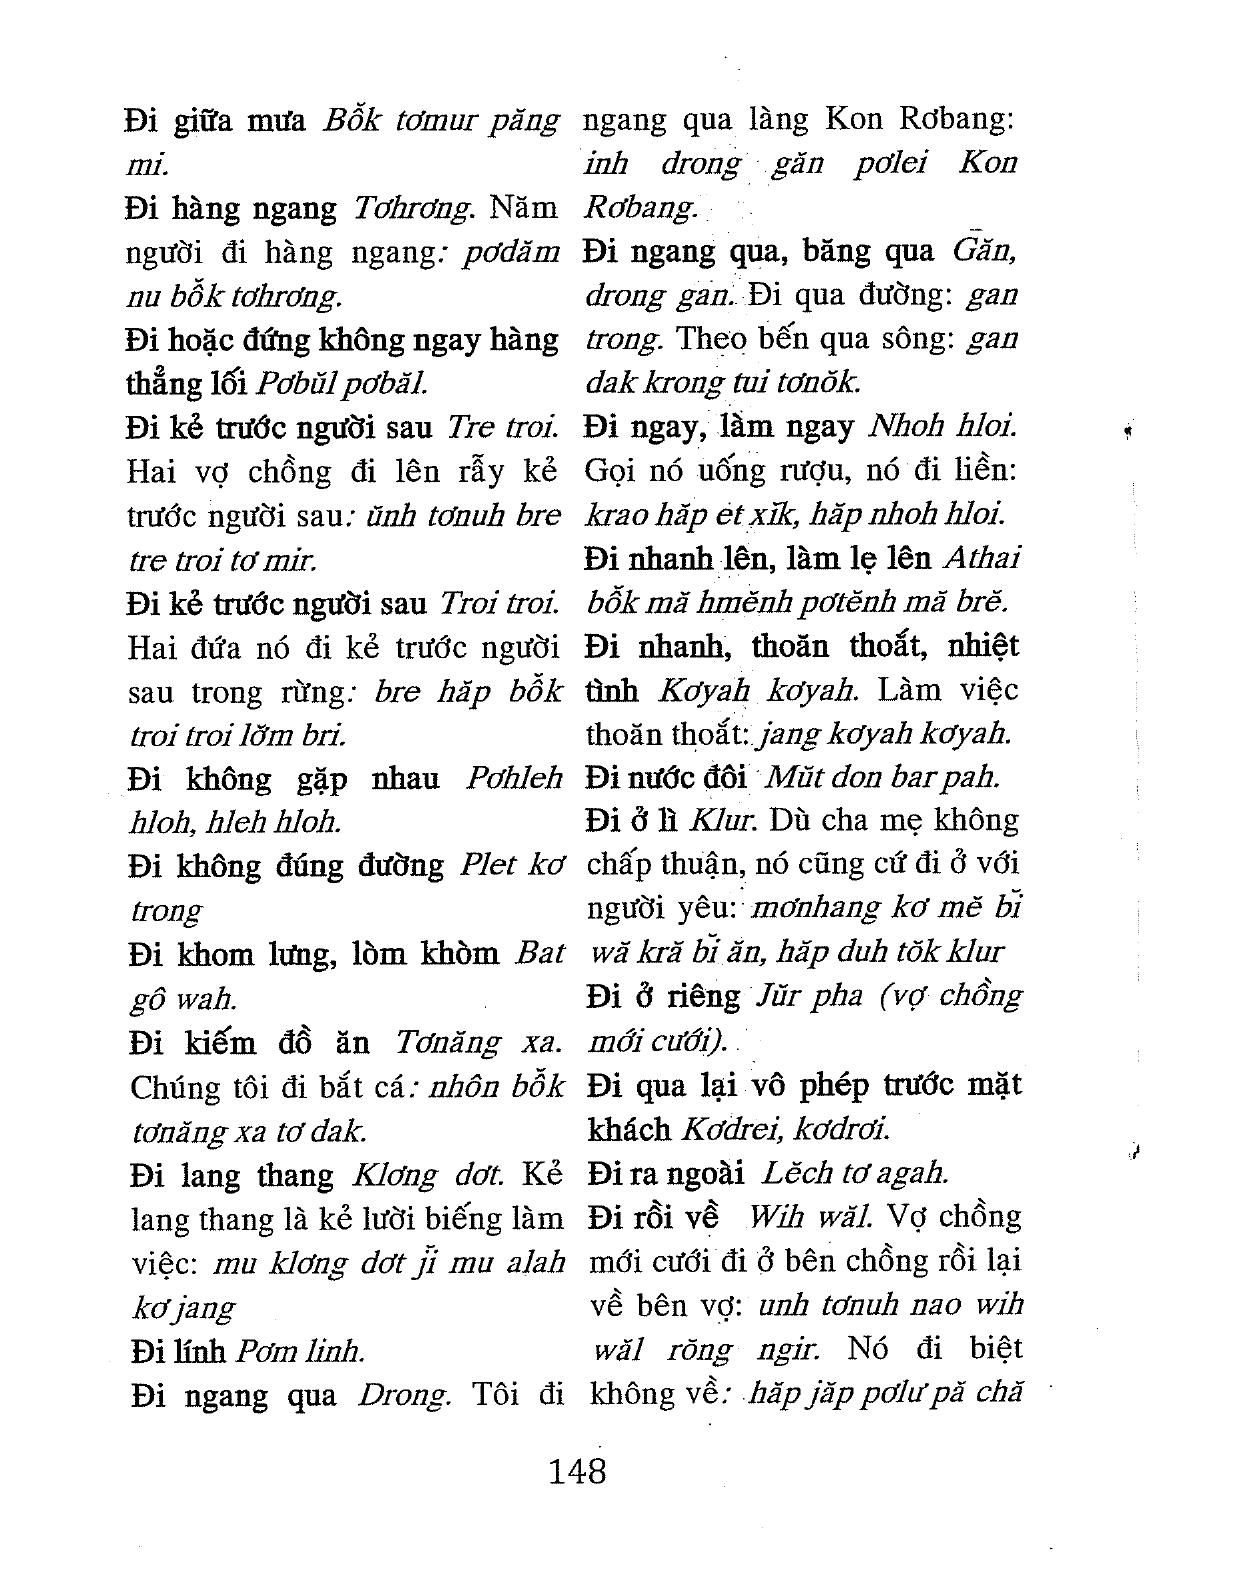 Đi giữa mưa Bô̆k tơmur păng
mi.
Đi hàng ngang Tơhrơng. Năm
người đi hàng ngang: pơdăm
nu bô̆k tơhrơng.
Đi hoặc đứng không ngay hàng
thẳng lối Pơbŭl pơbăl.
Đi kẻ trước người sau Tre troi.
Hai vợ chồng đi lên rẫy kẻ
trước người sau: ŭnh tơnuh bre
tre troi tơ mir.
Đi kẻ trước người sau Troi troi.
Hai đứa nó đi kẻ trước người
sau trong rừng: bre hăp bô̆k
troi troi lơ̆m bri.
Đi không gặp nhau Pơhleh
hloh, hleh hloh.
Đi không đúng đường Plet kơ
trong
Đi khom lưng, lòm khòm Bat
gô wah.
Đi kiếm đồ ăn Tơnăng xa.
Chúng tôi đi bắt cá: nhôn bô̆k
tơnăng xa tơ dak.
Đi lang thang Klơng dơt. Kẻ
lang thang là kẻ lười biếng làm
việc: mu klơng dơt jĭ mu alah
kơ jang
Đi lính Pơm linh.
Đi ngang qua Drong. Tôi đi
ngang qua làng Kon Rơbang:
inh drong găn pơlei Kon
Rơbang.
Đi ngang qua, băng qua Găn,
drong gan. Đi qua đường: gan
trong. Theo bến qua sông: gan
dak krong tui tơnŏk.
Đi ngay, làm ngay Nhoh hloi.
Gọi nó uống rượu, nó đi liền:
krao hăp et xĭk, hăp nhoh hloi.
Đi nhanh lên, làm lẹ lên Athai
bô̆k mă hmĕnh pơtĕnh mă brĕ.
Đi nhanh, thoăn thoắt, nhiệt
tình Kơyah kơyah. Làm việc
thoăn thoắt: jang kơyah kơyah.
Đi nước đôi Mŭt don bar pah.
Đi ở lì Klur. Dù cha mẹ không
chấp thuận, nó cũng cứ đi ở với
người yêu: mơnhang kơ mĕ bĭ
wă kră bĭ ăn, hăp duh tŏk klur
Đi ở riêng Jŭr pha (vợ chồng
mới cưới).
Đi qua lại vô phép trước mặt
khách Kơdrei, kơdrơi.
Đi ra ngoài Lĕch tơ agah.
Đi rồi về Wih wăl. Vợ chồng
mới cưới đi ở bên chồng rồi lại
về bên vợ: unh tơnuh nao wih
wăl rŏng ngir. Nó đi biệt
không về: hăp jăp pơlư pă chă
148